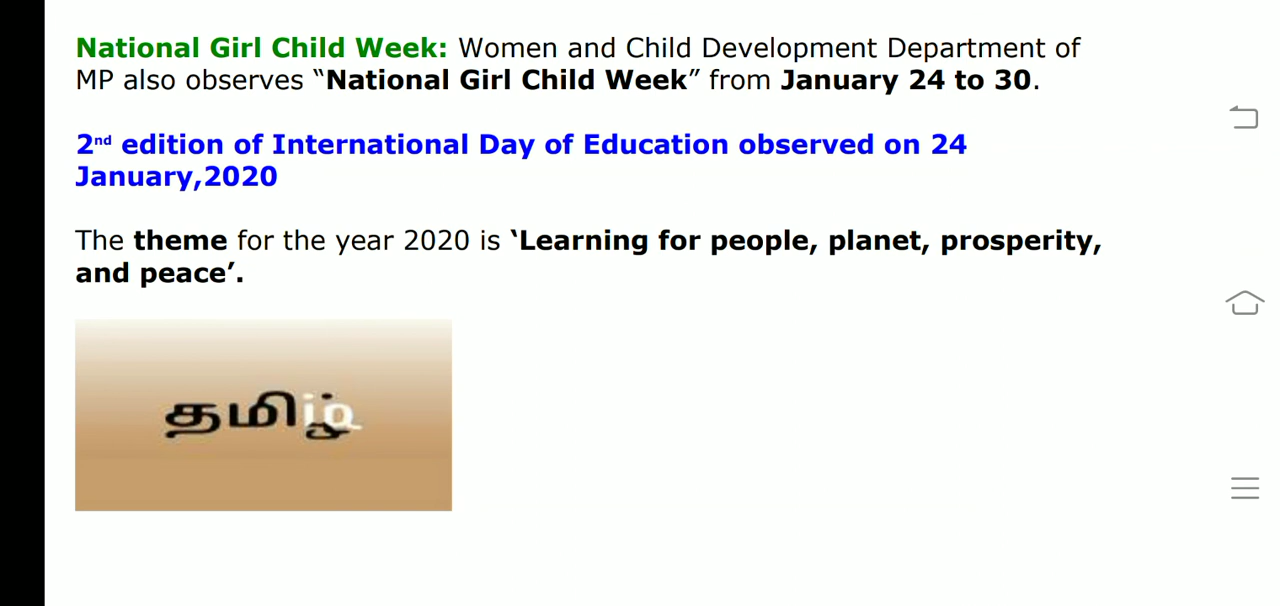 National Girl Child Week: Women and Child Development Department of
MP also observes “National Girl Child Week” from January 24 to 30.
2nd edition of International Day of Education observed on 24
January,2020
The theme for the year 2020 is ‘Learning for people, planet, prosperity,
and peace’.
தமிழ்